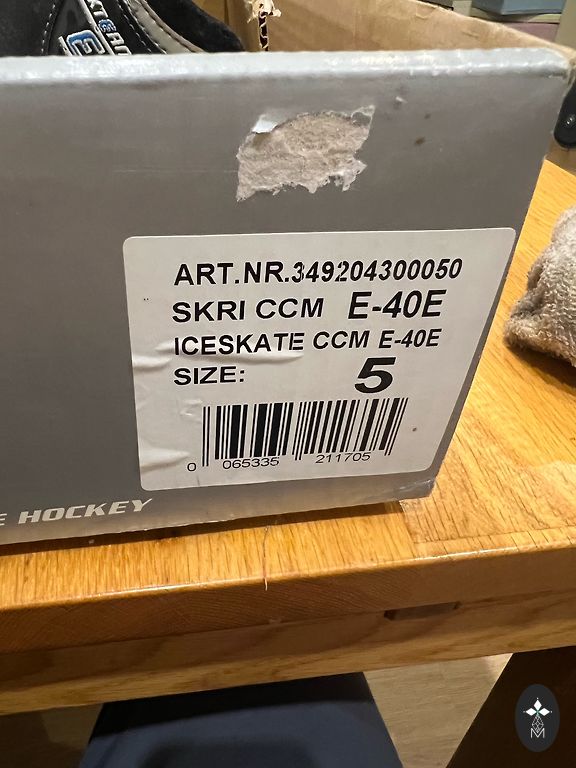 ART.NR.349204300050
SKRI CCM E-40E
ICESKATE CCM E-40E
SIZE: 5
0 065335 211705
E HOCKEY
M